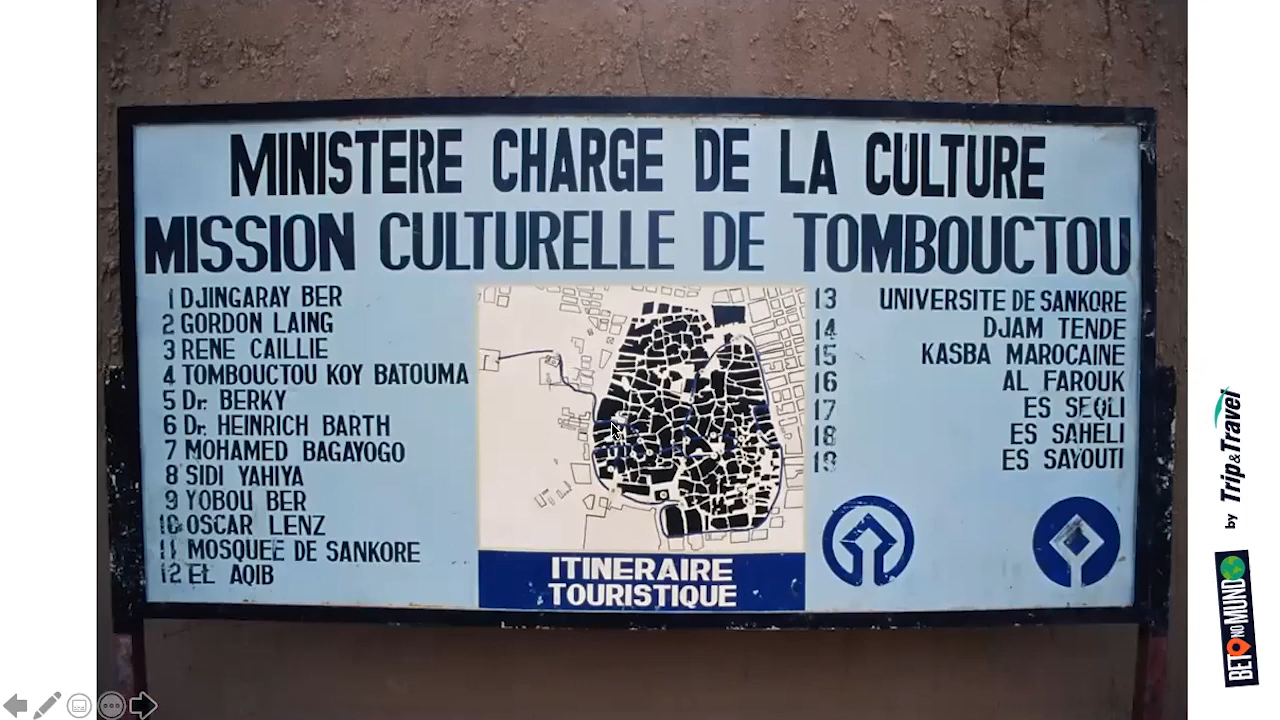 MINISTERE CHARGE DE LA CULTURE
MISSION CULTURELLE DE TOMBOUCTOU
1 DJINGARAY BER
2 GORDON LAING
3 RENE CAILLIE
4 TOMBOUCTOU KOY BATOUMA
5 Dr. BERKY
6 Dr. HEINRICH BARTH
7 MOHAMED BAGAYOGO
8 SIDI YAHIYA
9 YOBOU BER
10 OSCAR LENZ
11 MOSQUEE DE SANKORE
12 EL AQIB
ITINERAIRE
TOURISTIQUE
13 UNIVERSITE DE SANKORE
14 DJAM TENDE
15 KASBA MAROCAINE
16 AL FAROUK
17 ES SEOLI
18 ES SAHELI
19 ES SAYOUTI
BETO NO MUNDO
by Trip&Travel